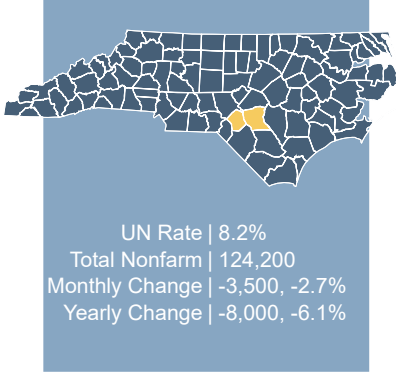 UN Rate | 8.2%
Total Nonfarm | 124,200
Monthly Change | -3,500, -2.7%
Yearly Change | -8,000, -6.1%